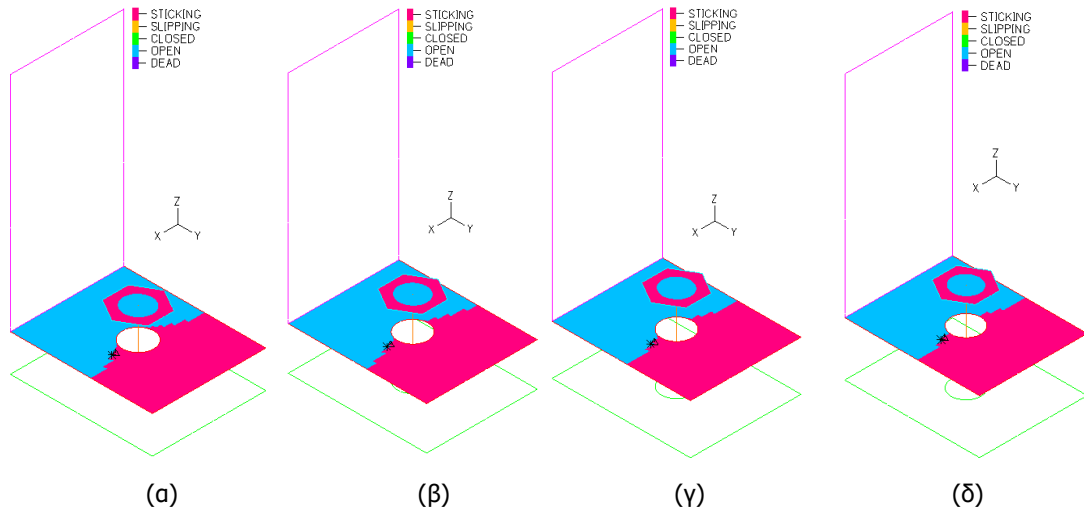 STICKING
SLIPPING
CLOSED
OPEN
DEAD
Z
X Y
(α)
STICKING
SLIPPING
CLOSED
OPEN
DEAD
Z
X Y
(β)
STICKING
SLIPPING
CLOSED
OPEN
DEAD
Z
X Y
(γ)
STICKING
SLIPPING
CLOSED
OPEN
DEAD
Z
X Y
(δ)